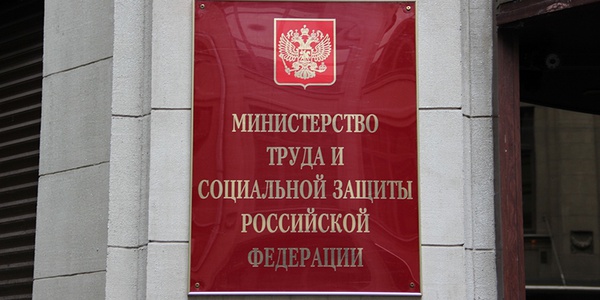 МИНИСТЕРСТВО
ТРУДА И
СОЦИАЛЬНОЙ ЗАЩИТЫ
РОССИЙСКОЙ
ФЕДЕРАЦИИ